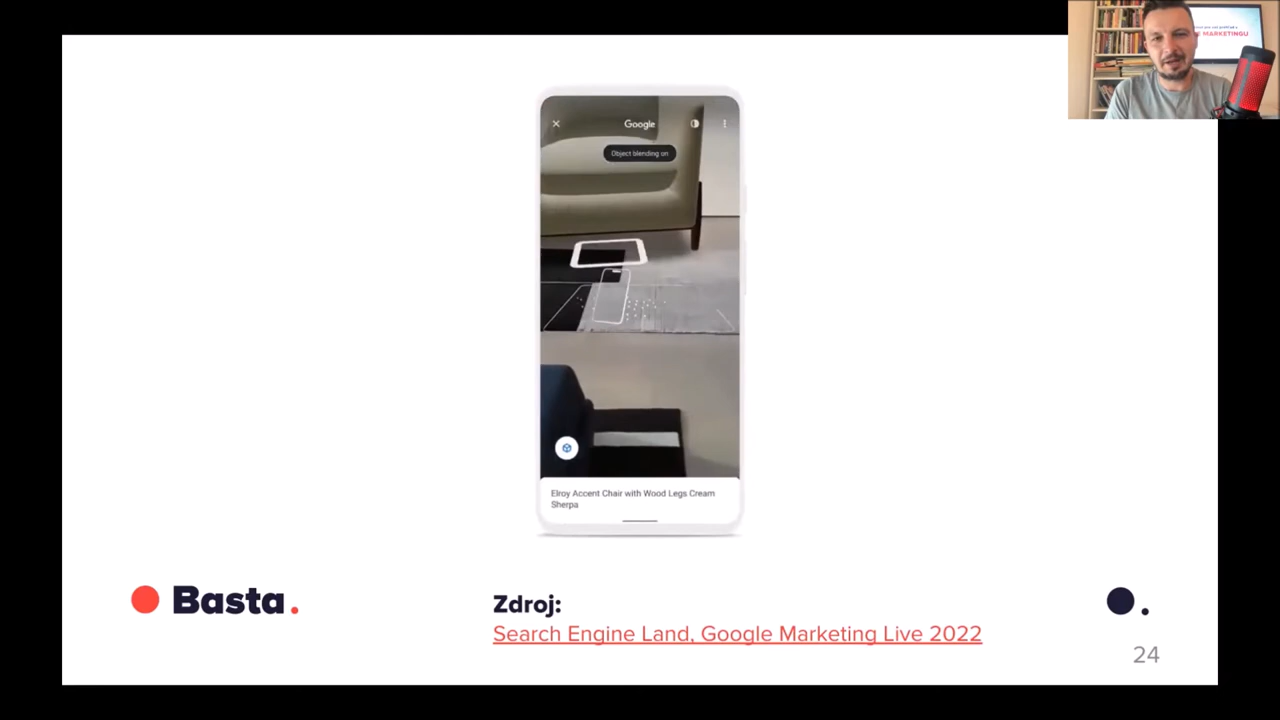 MARKETINGU
Google
Object blending on
Elroy Accent Chair with Wood Legs Cream
Sherpa
Basta.
Zdroj:
Search Engine Land, Google Marketing Live 2022
24